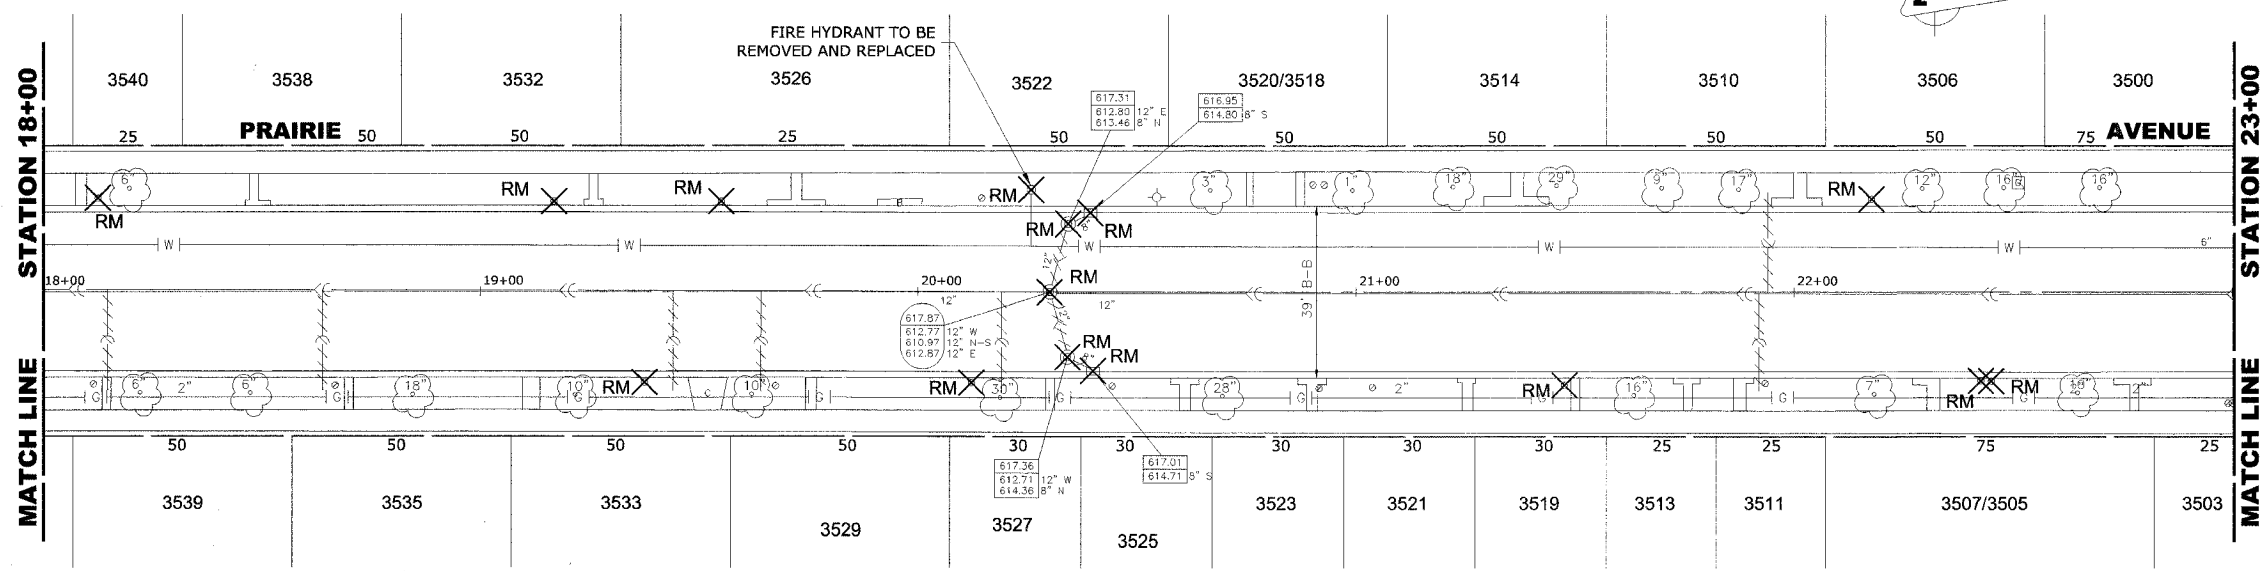 FIRE HYDRANT TO BE
REMOVED AND REPLACED
3540
3538
3532
3526
3522
3520/3518
3514
3510
3506
3500
617.31
612.80 12" E
613.46 8" N
616.95
614.80 8" S
25
PRAIRIE
50
50
25
50
50
50
50
50
75
AVENUE
MATCH LINE STATION 18+00
MATCH LINE STATION 23+00
6"
RM
RM
RM
RM
RM
RM
3"
1"
18"
29"
9"
17"
RM
12"
16"
16"
8"
W
W
W
W
W
6"
12"
39' B-B
18+00
19+00
20+00
RM
21+00
22+00
12"
12"
12"
617.87
612.77 12" W
610.97 12" N-S
612.87 12" E
RM
RM
8"
6"
2"
6"
18"
10"
RM
C
10"
RM
30"
28"
2"
RM
16"
7"
RM
RM
2"
G
G
G
G
G
G
G
G
G
50
50
50
50
30
30
30
30
30
25
25
75
25
617.36
612.71 12" W
614.36 8" N
617.01
614.71 8" S
3539
3535
3533
3529
3527
3525
3523
3521
3519
3513
3511
3507/3505
3503